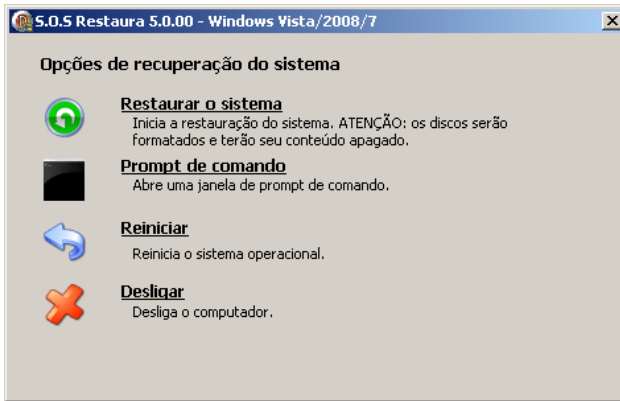 S.O.S Restaura 5.0.00 - Windows Vista/2008/7
Opções de recuperação do sistema
Restaurar o sistema
Inicia a restauração do sistema. ATENÇÃO: os discos serão
formatados e terão seu conteúdo apagado.
Prompt de comando
Abre uma janela de prompt de comando.
Reiniciar
Reinicia o sistema operacional.
Desligar
Desliga o computador.